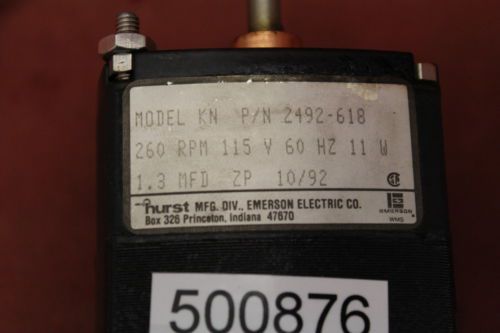 MODEL KN P/N 2492-618
260 RPM 115 V 60 HZ 11 W
1.3 MFD ZP 10/92
hurst MFG. DIV., EMERSON ELECTRIC CO.
Box 326 Princeton, Indiana 47670
EMERSON
WMS
500876